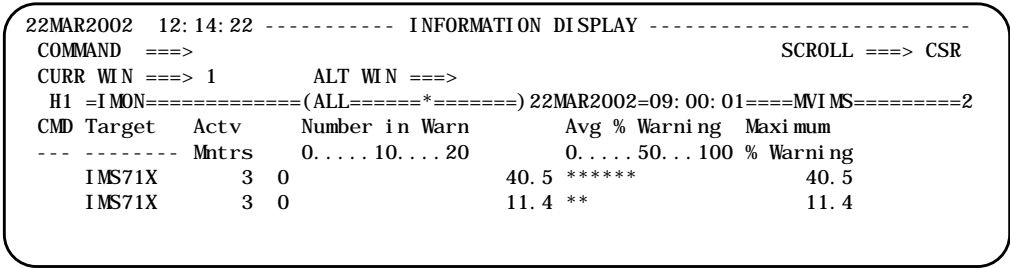 22MAR2002  12:14:22 ----------- INFORMATION DISPLAY ----------------------------
 COMMAND  ===>                                                      SCROLL ===> CSR
 CURR WIN ===> 1         ALT WIN ===>
  H1 =IMON=============(ALL======*=======)22MAR2002=09:00:01====MVIMS=========2
 CMD Target   Actv      Number in Warn         Avg % Warning  Maximum
 --- -------- Mntrs    0.....10....20         0.....50...100 % Warning
     IMS71X       3  0                     40.5 ******            40.5
     IMS71X       3  0                     11.4 **                11.4